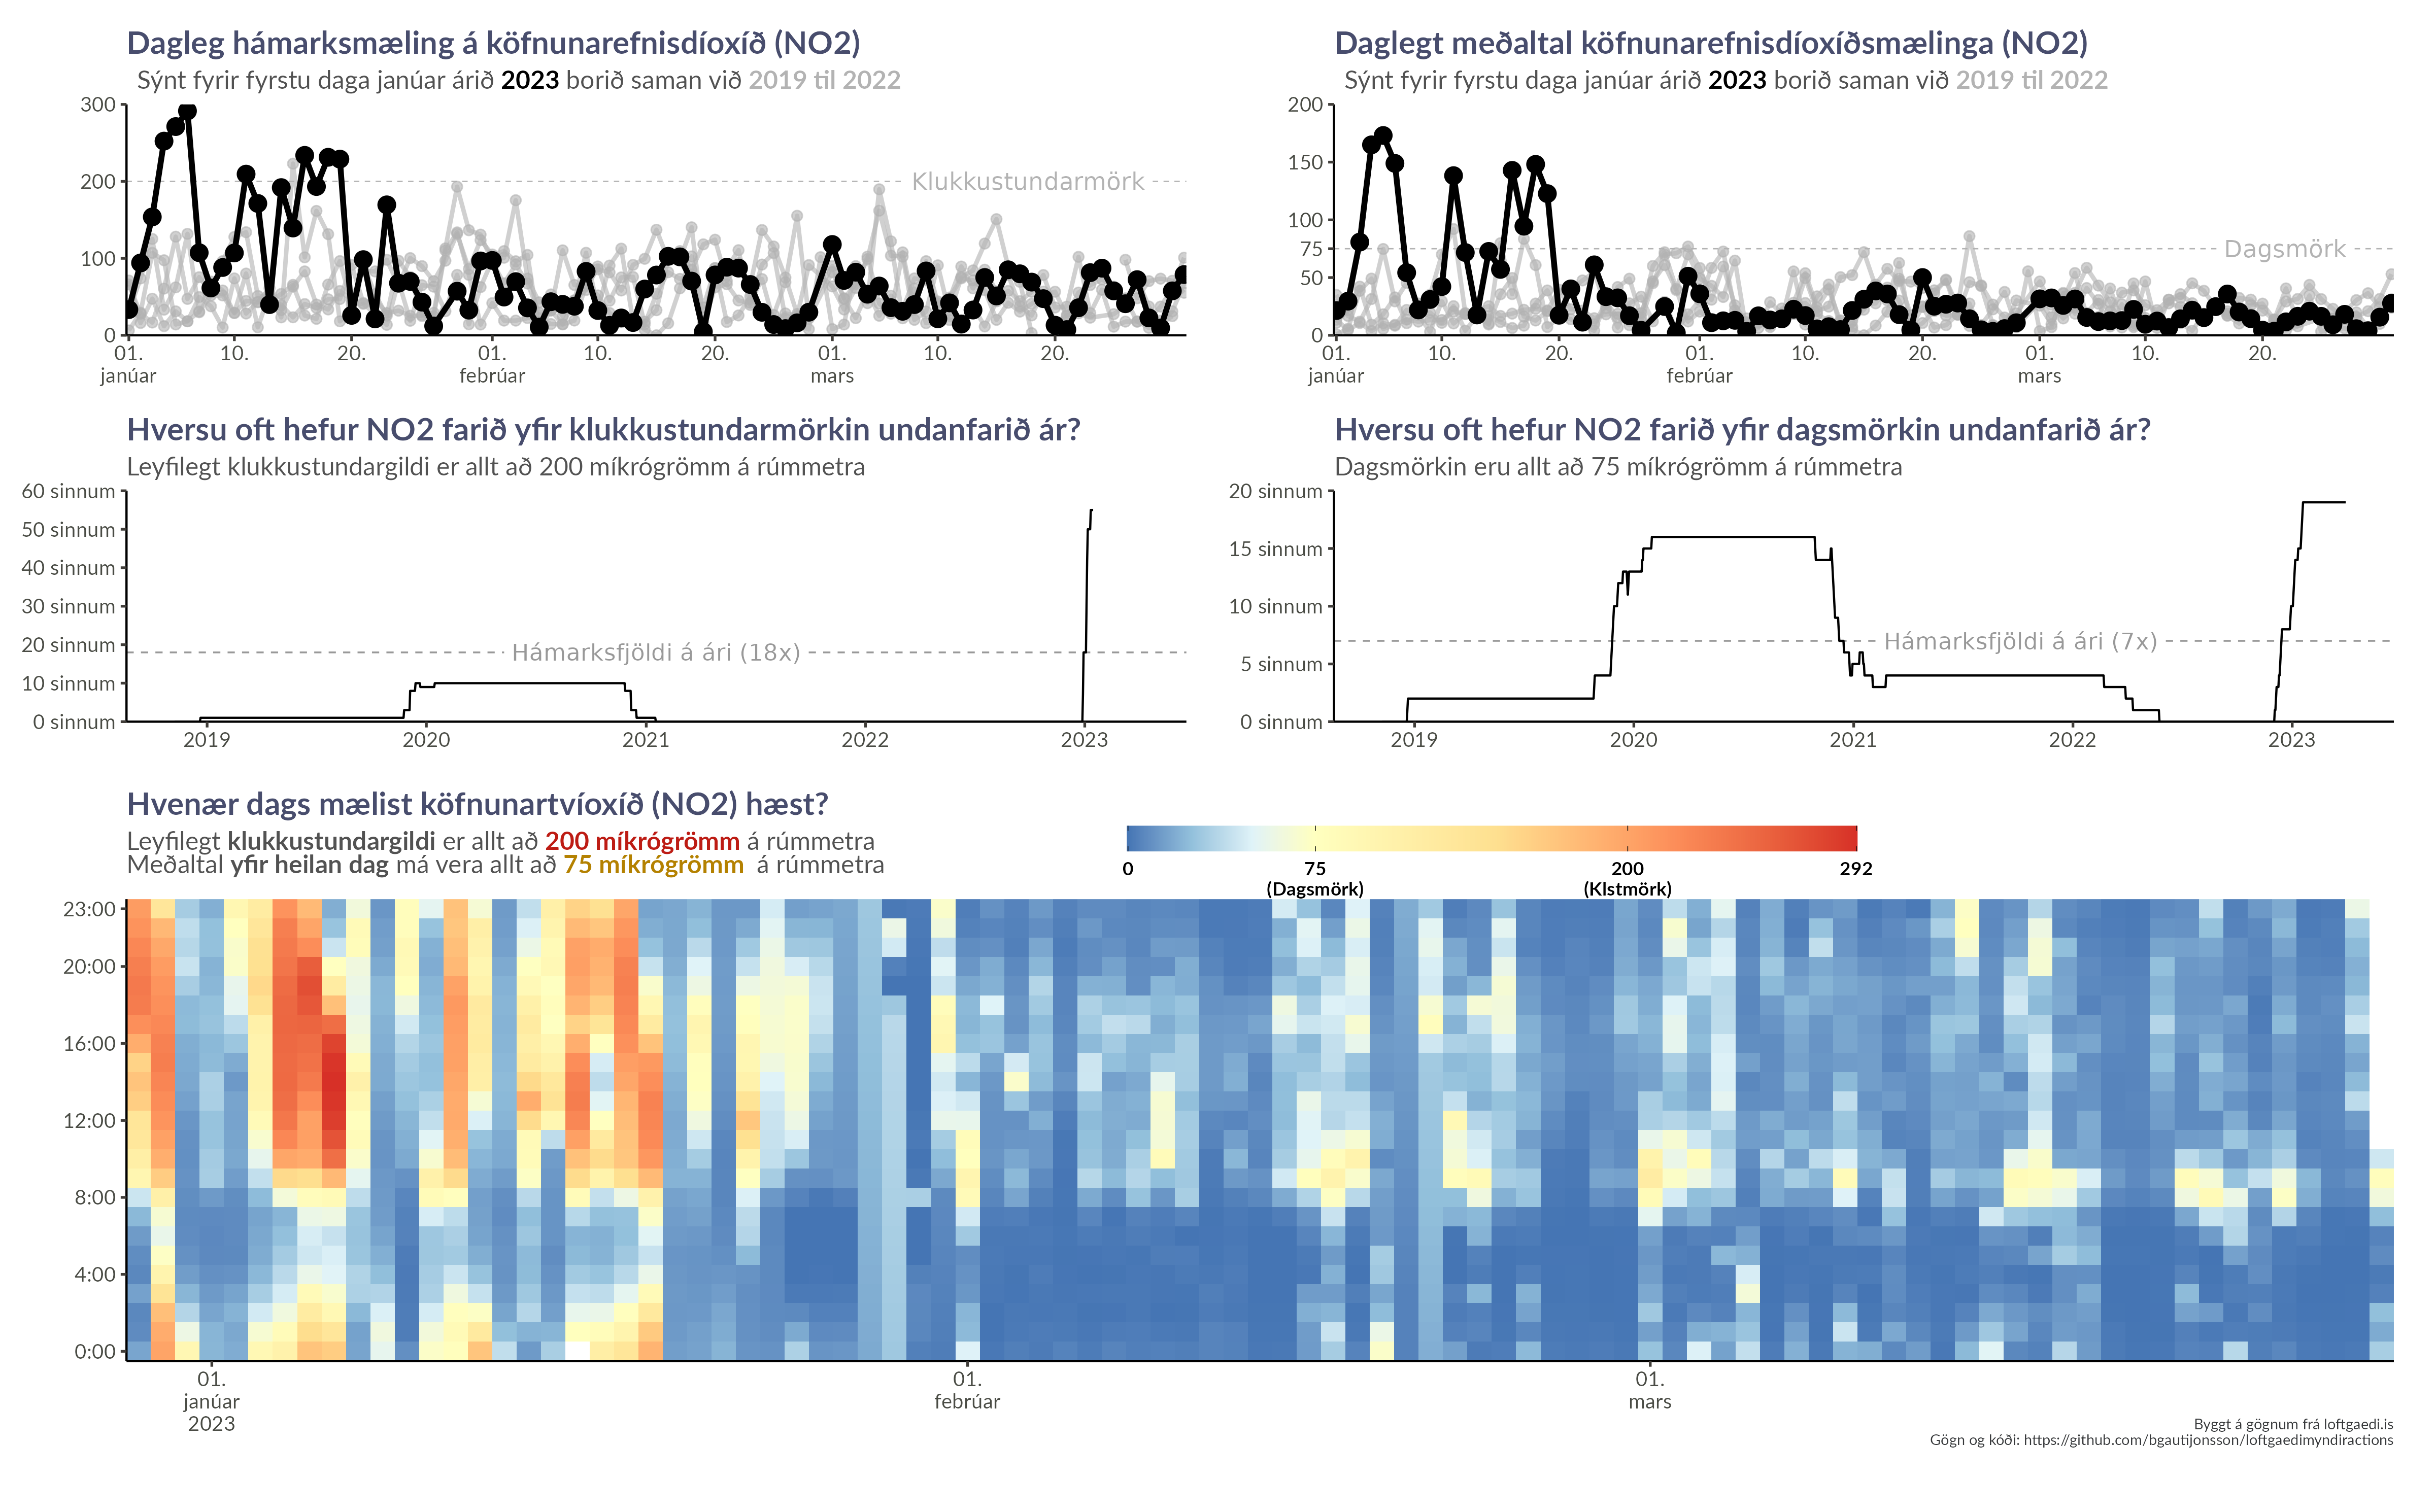 Dagleg hámarksmæling á köfnunarefnisdíoxíð (NO2)
Sýnt fyrir fyrstu daga janúar árið 2023 borið saman við 2019 til 2022
300
200
100
0
Klukkustundarmörk
01. 10. 20. 01. 10. 20. 01. 10. 20.
janúar febrúar mars
Daglegt meðaltal köfnunarefnisdíoxíðsmælinga (NO2)
Sýnt fyrir fyrstu daga janúar árið 2023 borið saman við 2019 til 2022
200
150
100
75
50
0
Dagsmörk
01. 10. 20. 01. 10. 20. 01. 10. 20.
janúar febrúar mars
Hversu oft hefur NO2 farið yfir klukkustundarmörkin undanfarið ár?
Leyfilegt klukkustundargildi er allt að 200 míkrógrömm á rúmmetra
60 sinnum
50 sinnum
40 sinnum
30 sinnum
20 sinnum
10 sinnum
0 sinnum
Hámarksfjöldi á ári (18x)
2019 2020 2021 2022 2023
Hversu oft hefur NO2 farið yfir dagsmörkin undanfarið ár?
Dagsmörkin eru allt að 75 míkrógrömm á rúmmetra
20 sinnum
15 sinnum
10 sinnum
5 sinnum
0 sinnum
Hámarksfjöldi á ári (7x)
2019 2020 2021 2022 2023
Hvenær dags mælist köfnunartvíoxíð (NO2) hæst?
Leyfilegt klukkustundargildi er allt að 200 míkrógrömm á rúmmetra
Meðaltal yfir heilan dag má vera allt að 75 míkrógrömm á rúmmetra
0 75 200 292
(Dagsmörk) (Klstmörk)
23:00
20:00
16:00
12:00
8:00
4:00
0:00
01. 01. 01.
janúar febrúar mars
2023
Byggt á gögnum frá loftgaedi.is
Gögn og kóði: https://github.com/bgautijonsson/loftgaedimyndiractions